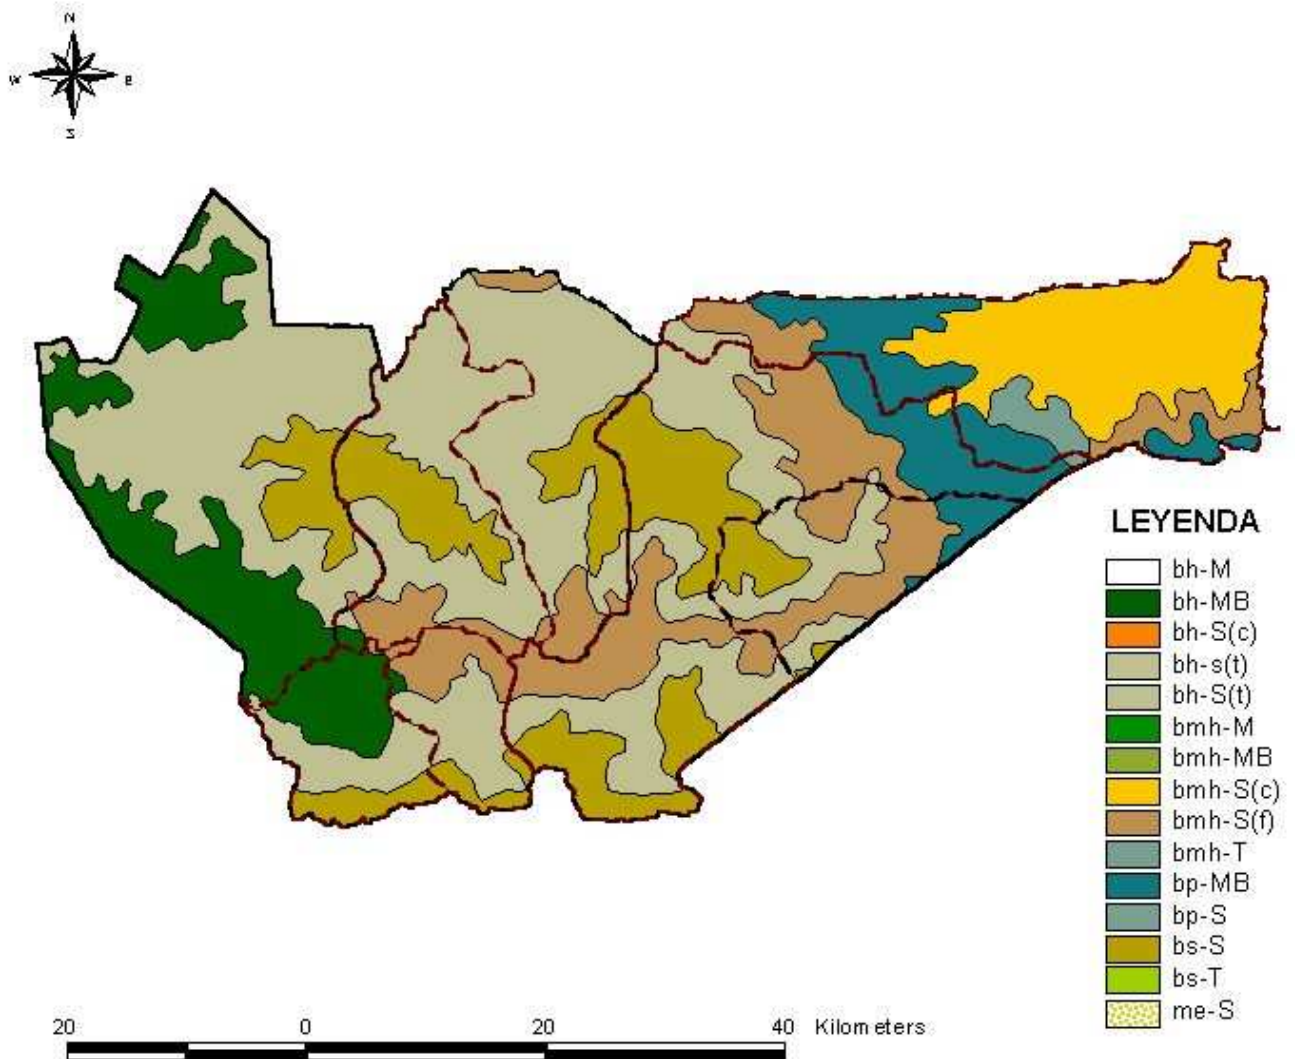 N
W E
S
LEYENDA
bh-M
bh-MB
bh-S(c)
bh-s(t)
bh-S(t)
bmh-M
bmh-MB
bmh-S(c)
bmh-S(f)
bmh-T
bp-MB
bp-S
bs-S
bs-T
me-S
20 0 20 40 Kilometers